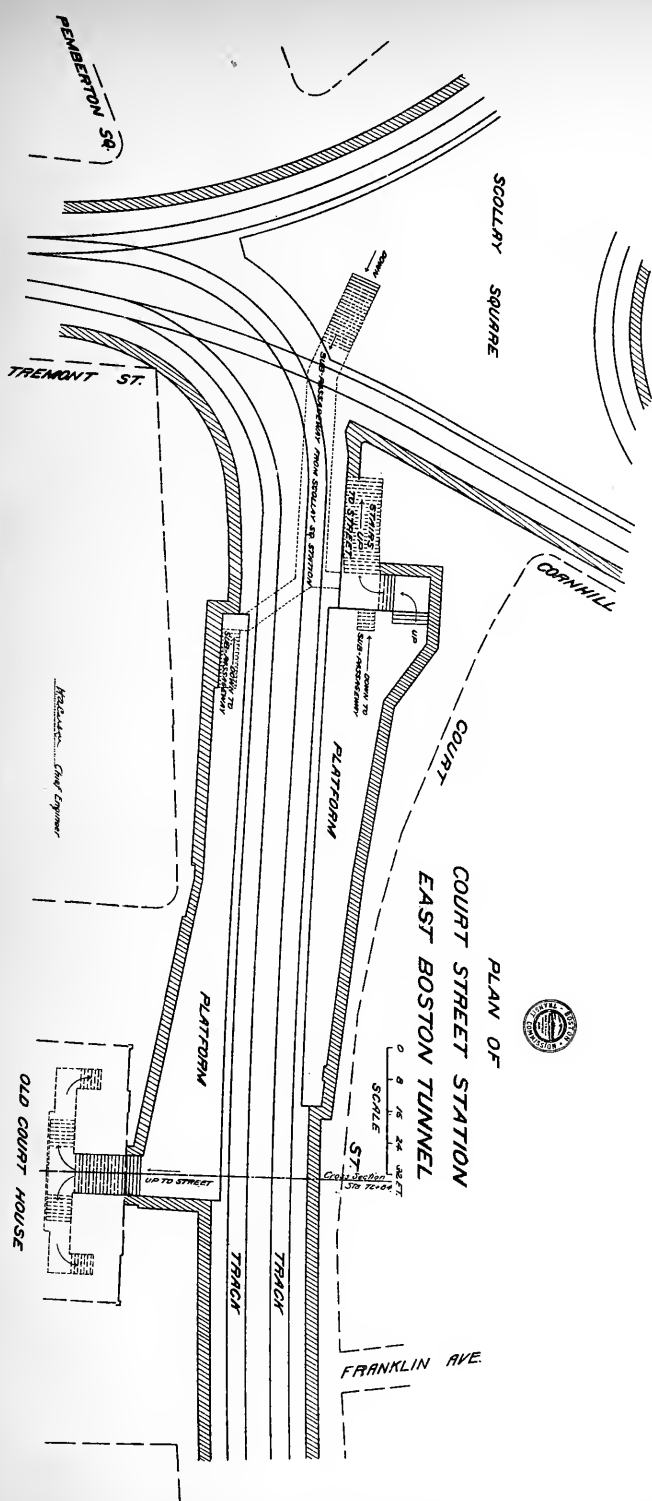 PLAN OF
COURT STREET STATION
EAST BOSTON TUNNEL
BOSTON TRANSIT COMMISSION
SCALE
0 8 16 24 32 FT.
PEMBERTON SQ.
SCOLLAY SQUARE
TREMONT ST.
DOWN
SUB-PASSAGEWAY FROM SCOLLAY SQ. STATION
STAIRS
UP
TO STREET
UP
DOWN TO
SUB-PASSAGEWAY
DOWN TO
SUB-PASSAGEWAY
CORNHILL
COURT
ST.
PLATFORM
PLATFORM
Cross Section
Sta 72+04
UP TO STREET
OLD COURT HOUSE
TRACK
TRACK
FRANKLIN AVE.
Chief Engineer